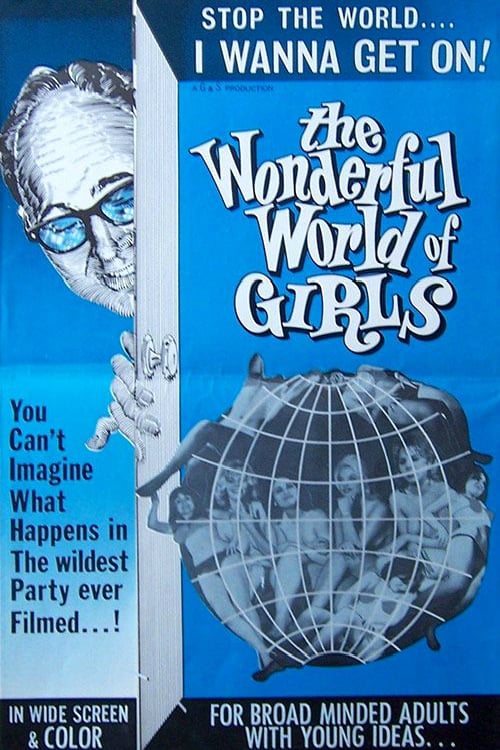 STOP THE WORLD....
I WANNA GET ON!
A G & S PRODUCTION
the
Wonderful
World of
GIRLS
You
Can't
Imagine
What
Happens in
The wildest
Party ever
Filmed...!
IN WIDE SCREEN
& COLOR
FOR BROAD MINDED ADULTS
WITH YOUNG IDEAS....